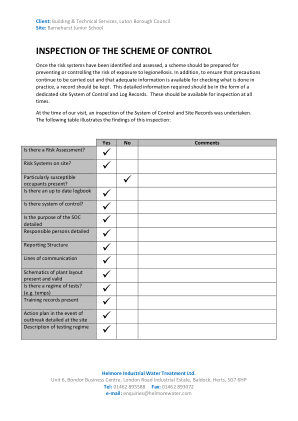 Client: Building & Technical Services, Luton Borough Council
Site: Barnehurst Junior School
INSPECTION OF THE SCHEME OF CONTROL
Once the risk systems have been identified and assessed, a scheme should be prepared for
preventing or controlling the risk of exposure to legionellosis. In addition, to ensure that precautions
continue to be carried out and that adequate information is available for checking what is done in
practice, a record should be kept. This detailed information required should be in the form of a
dedicated site System of Control and Log Records. These should be available for inspection at all
times.
At the time of our visit, an inspection of the System of Control and Site Records was undertaken.
The following table illustrates the findings of this inspection:
Yes No Comments
Is there a Risk Assessment? ✓
Risk Systems on site? ✓
Particularly susceptible
occupants present? ✓
Is there an up to date logbook ✓
Is there system of control? ✓
Is the purpose of the SOC
detailed ✓
Responsible persons detailed ✓
Reporting Structure ✓
Lines of communication ✓
Schematics of plant layout
present and valid ✓
Is there a regime of tests?
(e.g. temps) ✓
Training records present ✓
Action plan in the event of
outbreak detailed at the site ✓
Description of testing regime ✓
Helmore Industrial Water Treatment Ltd.
Unit 6, Bondor Business Centre, London Road Industrial Estate, Baldock, Herts, SG7 6HP
Tel: 01462 895588 Fax: 01462 893872
e-mail: enquiries@helmorewater.com